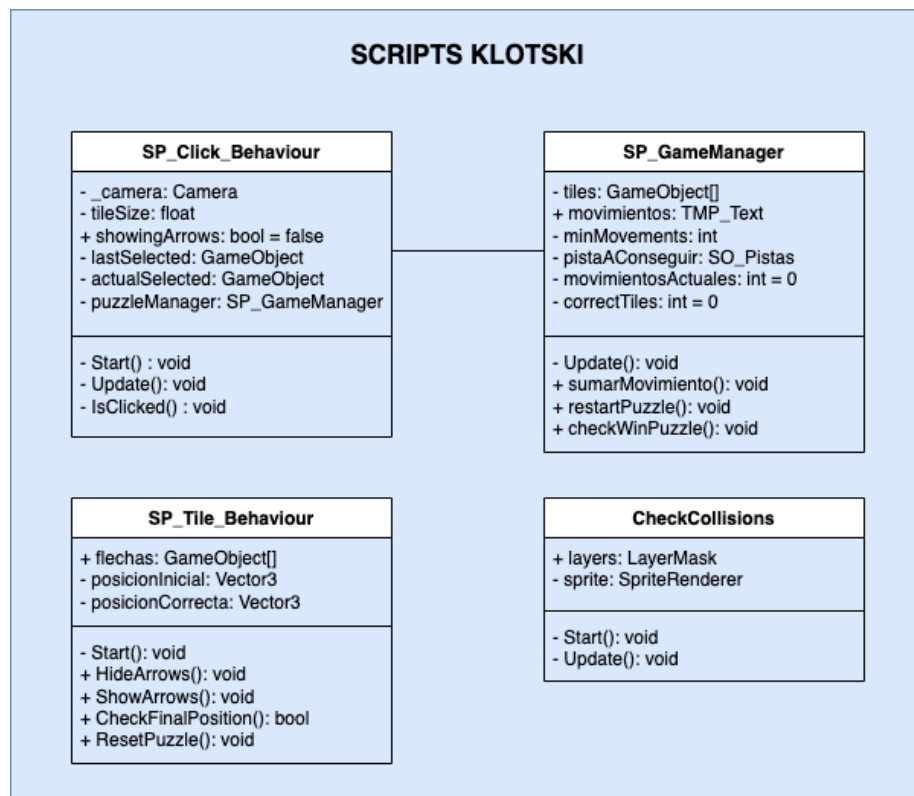 SCRIPTS KLOTSKI
SP_Click_Behaviour
- _camera: Camera
- tileSize: float
+ showingArrows: bool = false
- lastSelected: GameObject
- actualSelected: GameObject
- puzzleManager: SP_GameManager
- Start() : void
- Update(): void
- IsClicked() : void
SP_GameManager
- tiles: GameObject[]
+ movimientos: TMP_Text
- minMovements: int
- pistaAConseguir: SO_Pistas
- movimientosActuales: int = 0
- correctTiles: int = 0
- Update(): void
+ sumarMovimiento(): void
+ restartPuzzle(): void
+ checkWinPuzzle(): void
SP_Tile_Behaviour
+ flechas: GameObject[]
- posicionInicial: Vector3
- posicionCorrecta: Vector3
- Start(): void
+ HideArrows(): void
+ ShowArrows(): void
+ CheckFinalPosition(): bool
+ ResetPuzzle(): void
CheckCollisions
+ layers: LayerMask
- sprite: SpriteRenderer
- Start(): void
- Update(): void